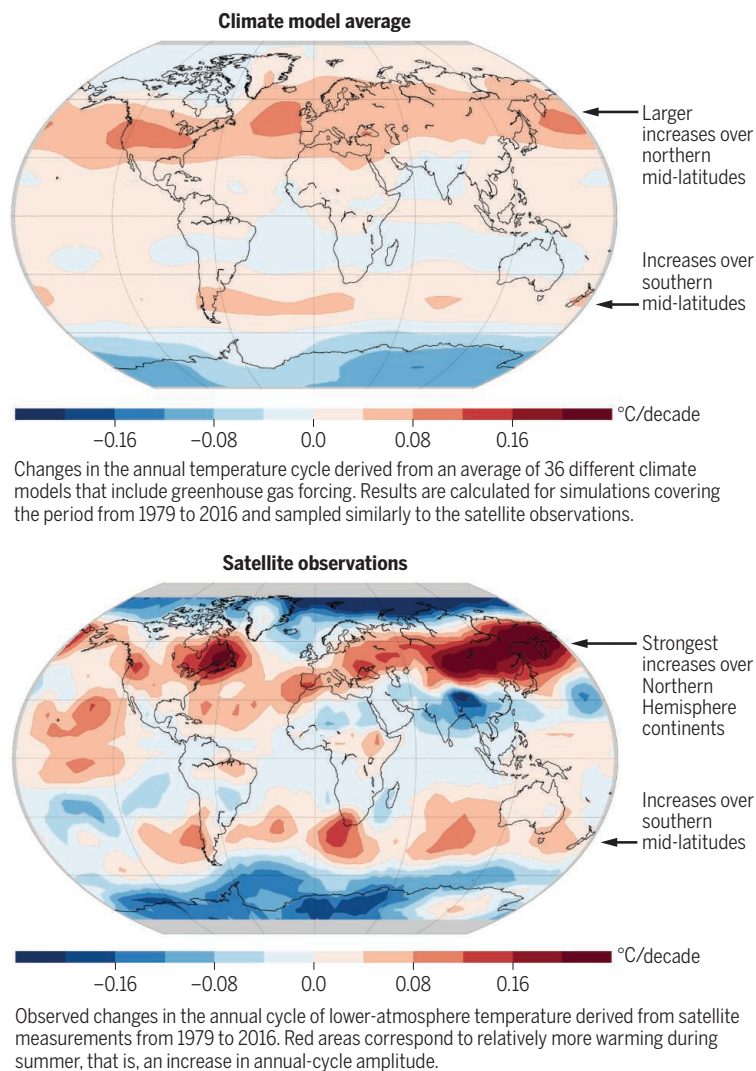 Climate model average
Larger
increases over
northern
mid-latitudes
Increases over
southern
mid-latitudes
°C/decade
−0.16 −0.08 0.0 0.08 0.16
Changes in the annual temperature cycle derived from an average of 36 different climate
models that include greenhouse gas forcing. Results are calculated for simulations covering
the period from 1979 to 2016 and sampled similarly to the satellite observations.
Satellite observations
Strongest
increases over
Northern
Hemisphere
continents
Increases over
southern
mid-latitudes
°C/decade
−0.16 −0.08 0.0 0.08 0.16
Observed changes in the annual cycle of lower-atmosphere temperature derived from satellite
measurements from 1979 to 2016. Red areas correspond to relatively more warming during
summer, that is, an increase in annual-cycle amplitude.